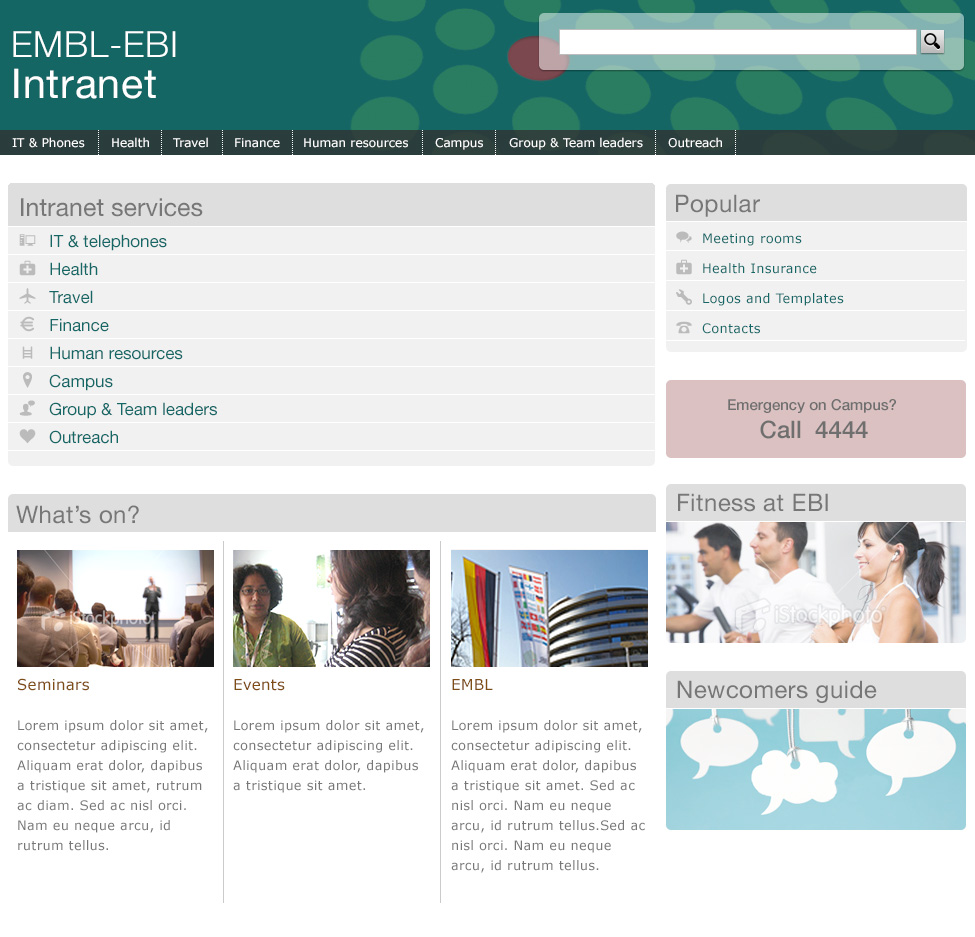 EMBL-EBI
Intranet
IT & Phones
Health
Travel
Finance
Human resources
Campus
Group & Team leaders
Outreach
Intranet services
IT & telephones
Health
Travel
Finance
Human resources
Campus
Group & Team leaders
Outreach
What's on?
iStockphoto
Seminars
Lorem ipsum dolor sit amet,
consectetur adipiscing elit.
Aliquam erat dolor, dapibus
a tristique sit amet, rutrum
ac diam. Sed ac nisl orci.
Nam eu neque arcu, id
rutrum tellus.
Events
Lorem ipsum dolor sit amet,
consectetur adipiscing elit.
Aliquam erat dolor, dapibus
a tristique sit amet.
EMBL
Lorem ipsum dolor sit amet,
consectetur adipiscing elit.
Aliquam erat dolor, dapibus
a tristique sit amet. Sed ac
nisl orci. Nam eu neque
arcu, id rutrum tellus.Sed ac
nisl orci. Nam eu neque
arcu, id rutrum tellus.
Popular
Meeting rooms
Health Insurance
Logos and Templates
Contacts
Emergency on Campus?
Call 4444
Fitness at EBI
iStockphoto
Newcomers guide